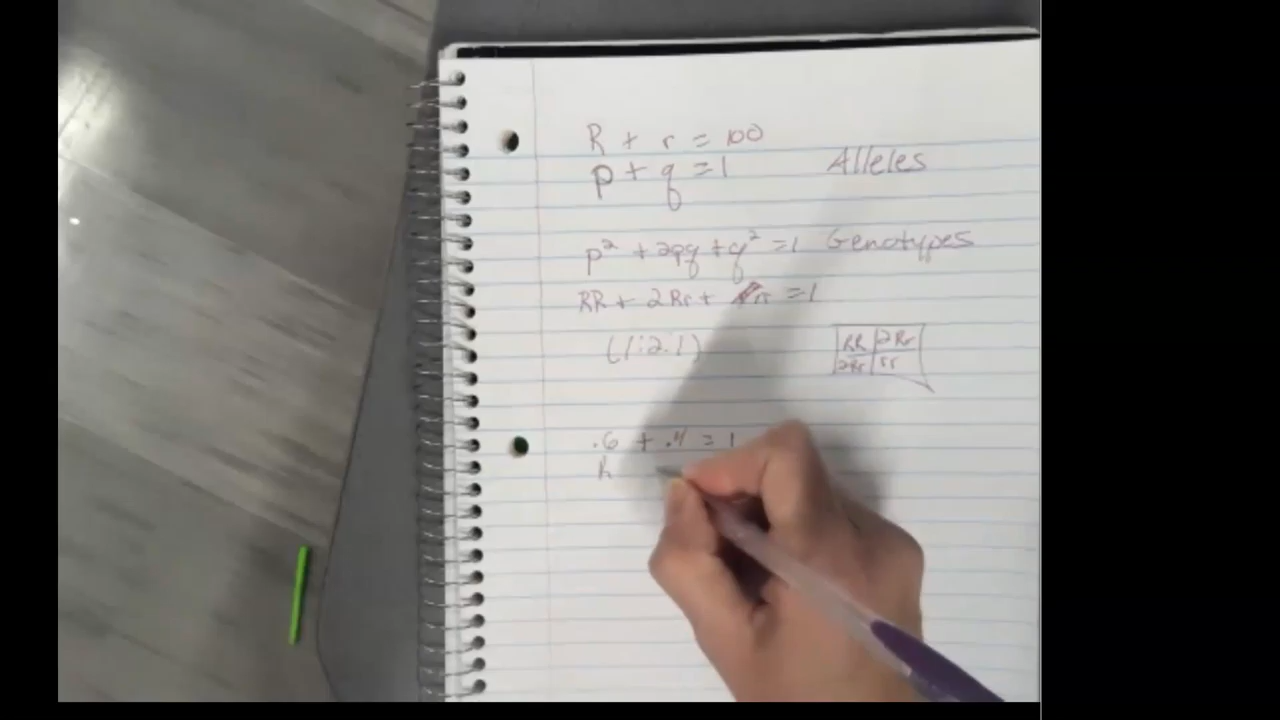 R + r = 100
p + q = 1 Alleles
p² + 2pq + q² = 1 Genotypes
RR + 2Rr + rr = 1
(1:2.1)
RR 2Rr
2Rr rr
.6 + .4 = 1
R